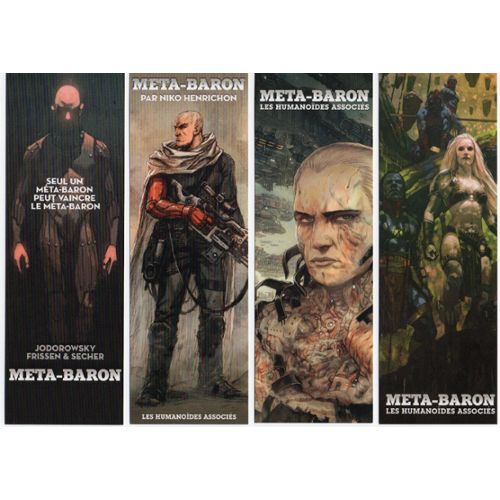 SEUL UN
MÉTA-BARON
PEUT VAINCRE
LE MÉTA-BARON
JODOROWSKY
FRISSEN & SECHER
META-BARON
META-BARON
PAR NIKO HENRICHON
LES HUMANOÏDES ASSOCIÉS
META-BARON
LES HUMANOÏDES ASSOCIÉS
META-BARON
LES HUMANOÏDES ASSOCIÉS